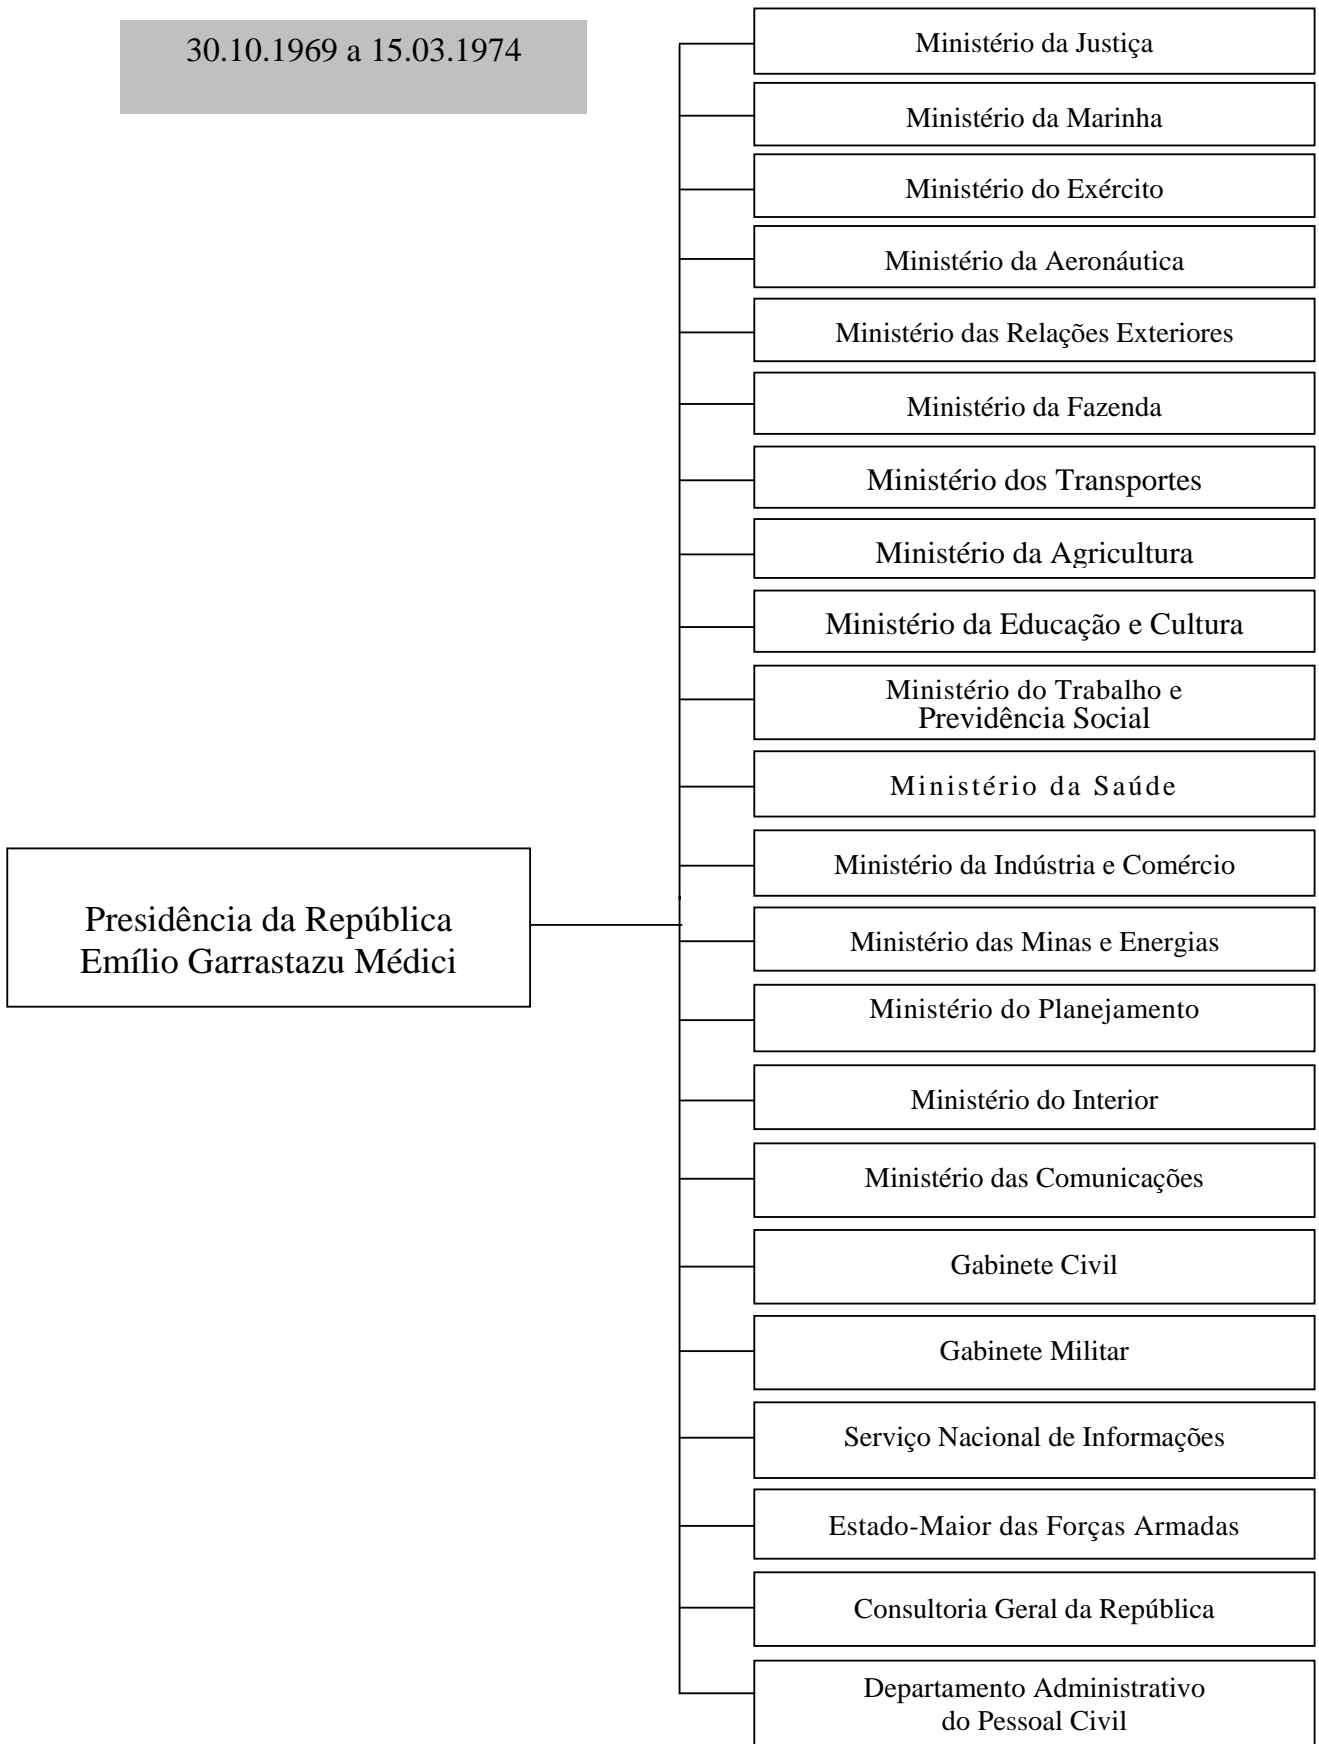 30.10.1969 a 15.03.1974
Ministério da Justiça
Ministério da Marinha
Ministério do Exército
Ministério da Aeronáutica
Ministério das Relações Exteriores
Ministério da Fazenda
Ministério dos Transportes
Ministério da Agricultura
Ministério da Educação e Cultura
Ministério do Trabalho e
Previdência Social
Ministério da Saúde
Ministério da Indústria e Comércio
Presidência da República
Emílio Garrastazu Médici
Ministério das Minas e Energias
Ministério do Planejamento
Ministério do Interior
Ministério das Comunicações
Gabinete Civil
Gabinete Militar
Serviço Nacional de Informações
Estado-Maior das Forças Armadas
Consultoria Geral da República
Departamento Administrativo
do Pessoal Civil